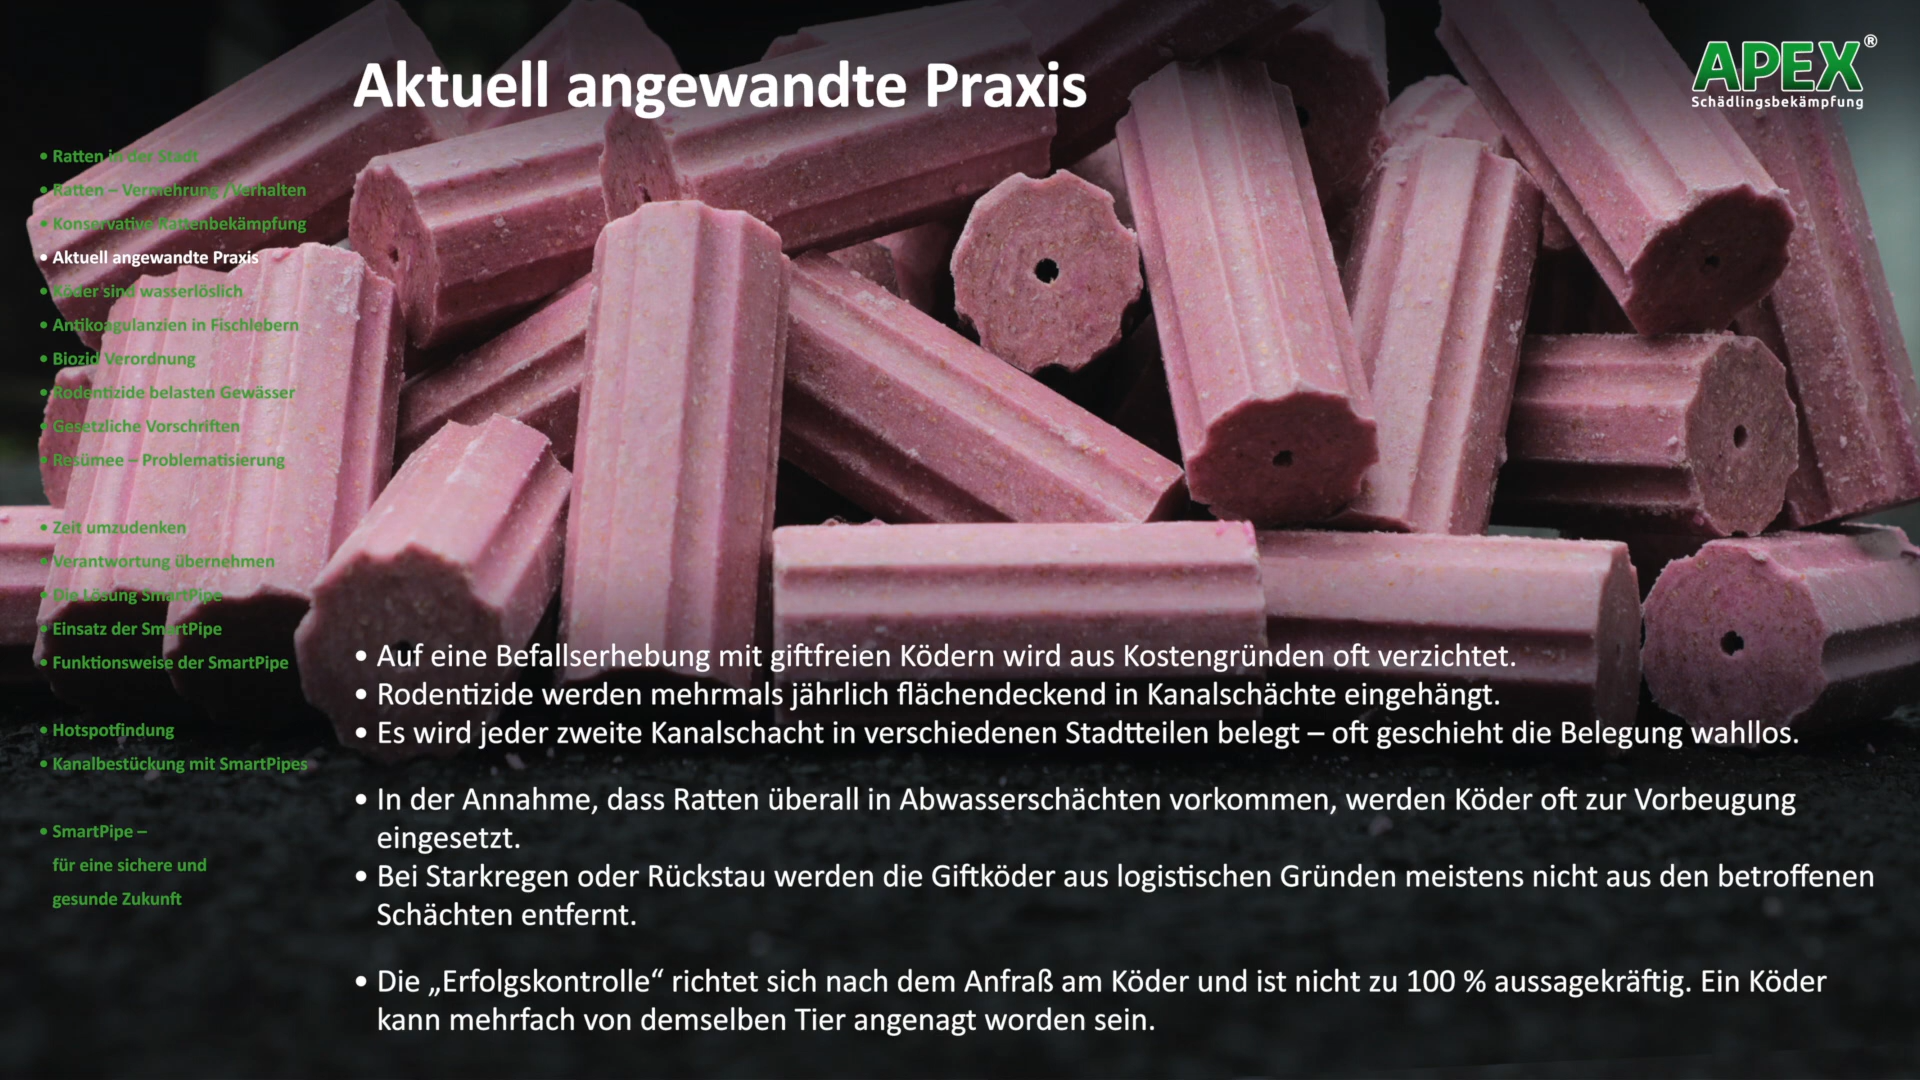 Aktuell angewandte Praxis
APEX®
Schädlingsbekämpfung
• Ratten in der Stadt
• Ratten – Vermehrung /Verhalten
• Konservative Rattenbekämpfung
• Aktuell angewandte Praxis
• Köder sind wasserlöslich
• Antikoagulanzien in Fischlebern
• Biozid Verordnung
• Rodentizide belasten Gewässer
• Gesetzliche Vorschriften
• Resümee – Problematisierung
• Zeit umzudenken
• Verantwortung übernehmen
• Die Lösung SmartPipe
• Einsatz der SmartPipe
• Funktionsweise der SmartPipe
• Hotspotfindung
• Kanalbestückung mit SmartPipes
• SmartPipe –
für eine sichere und
gesunde Zukunft
• Auf eine Befallserhebung mit giftfreien Ködern wird aus Kostengründen oft verzichtet.
• Rodentizide werden mehrmals jährlich flächendeckend in Kanalschächte eingehängt.
• Es wird jeder zweite Kanalschacht in verschiedenen Stadtteilen belegt – oft geschieht die Belegung wahllos.
• In der Annahme, dass Ratten überall in Abwasserschächten vorkommen, werden Köder oft zur Vorbeugung
eingesetzt.
• Bei Starkregen oder Rückstau werden die Giftköder aus logistischen Gründen meistens nicht aus den betroffenen
Schächten entfernt.
• Die „Erfolgskontrolle“ richtet sich nach dem Anfraß am Köder und ist nicht zu 100 % aussagekräftig. Ein Köder
kann mehrfach von demselben Tier angenagt worden sein.